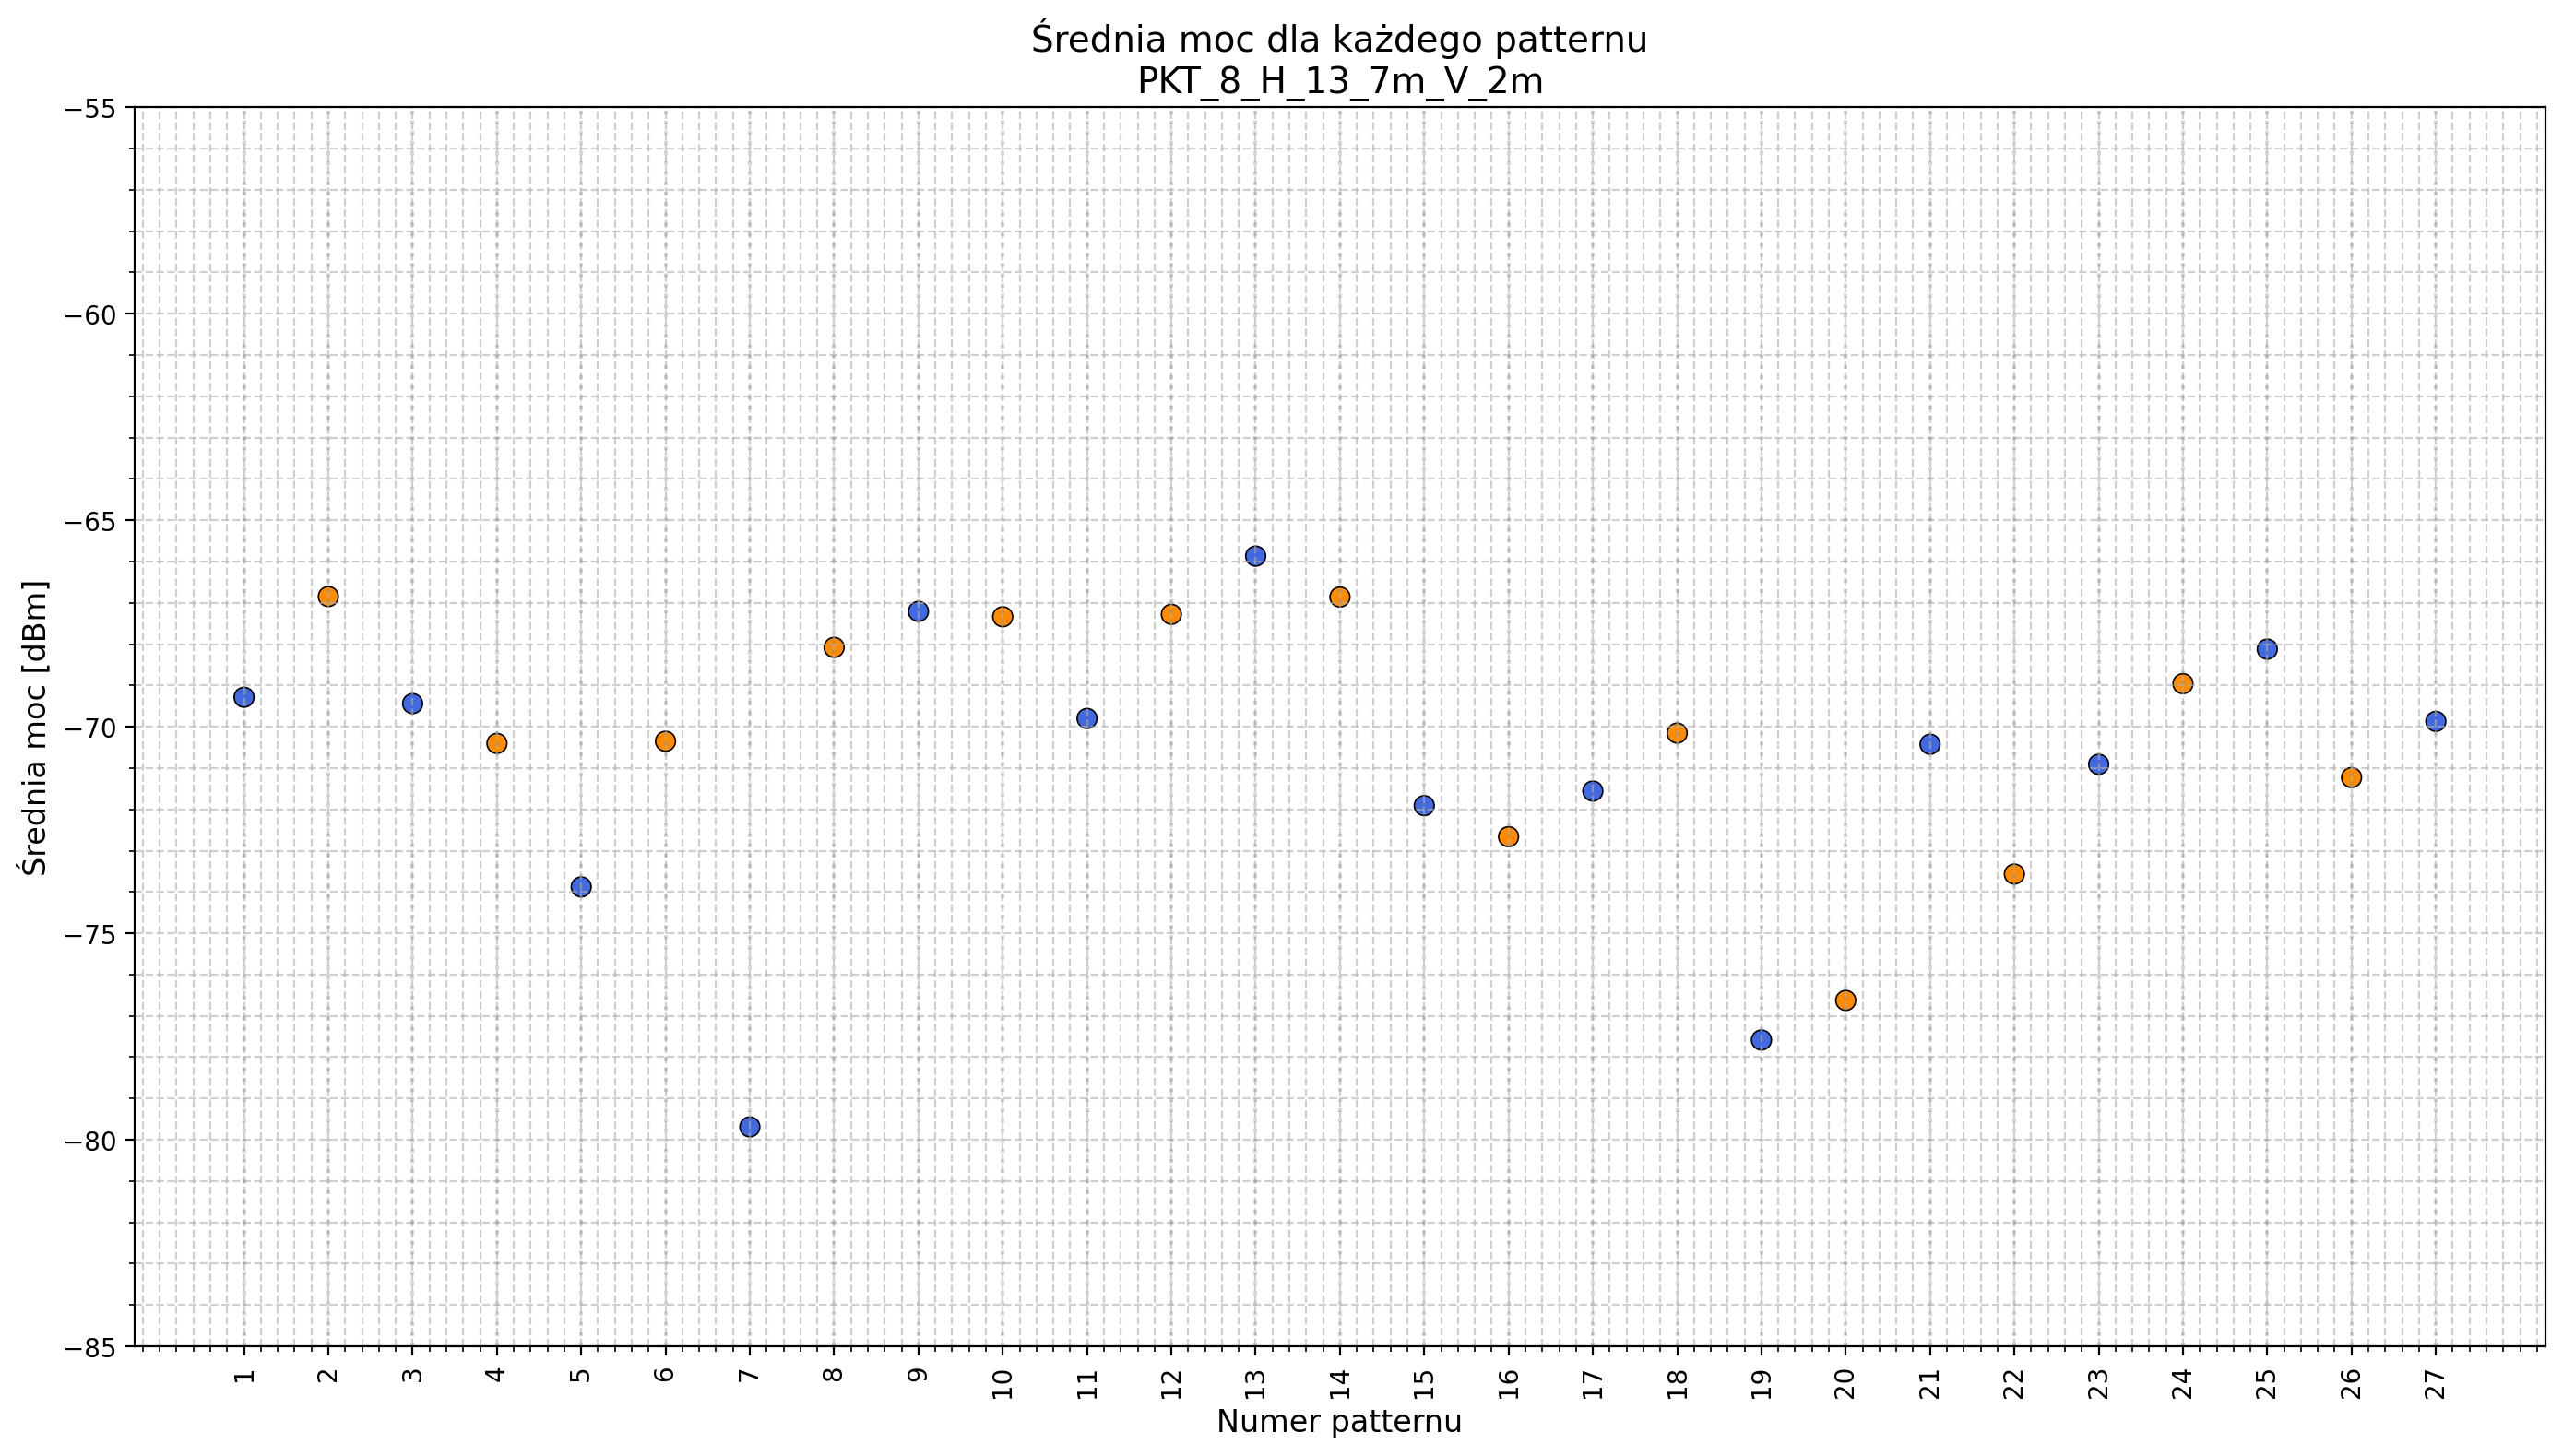 Średnia moc dla każdego patternu
PKT_8_H_13_7m_V_2m
Średnia moc [dBm]
−55
−60
−65
−70
−75
−80
−85
1 2 3 4 5 6 7 8 9 10 11 12 13 14 15 16 17 18 19 20 21 22 23 24 25 26 27
Numer patternu